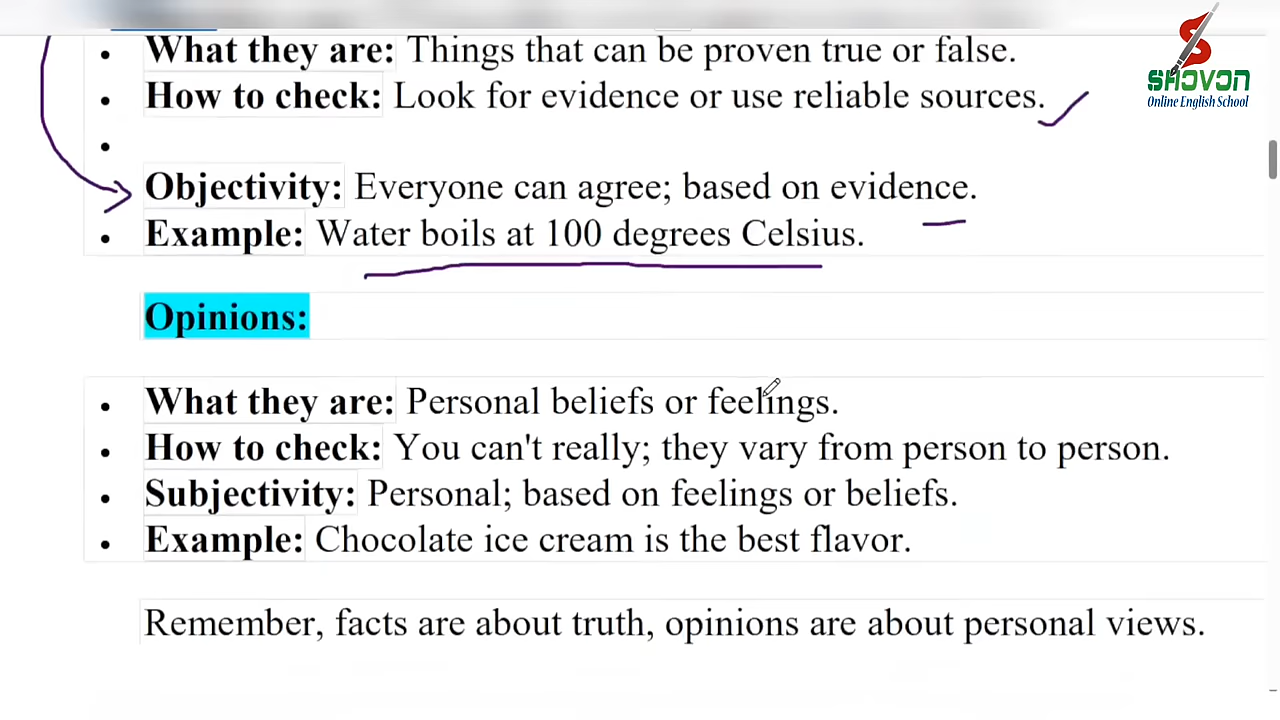 SHOVON
Online English School
• What they are: Things that can be proven true or false.
• How to check: Look for evidence or use reliable sources.
•
Objectivity: Everyone can agree; based on evidence.
• Example: Water boils at 100 degrees Celsius.
Opinions:
• What they are: Personal beliefs or feelings.
• How to check: You can't really; they vary from person to person.
• Subjectivity: Personal; based on feelings or beliefs.
• Example: Chocolate ice cream is the best flavor.
Remember, facts are about truth, opinions are about personal views.